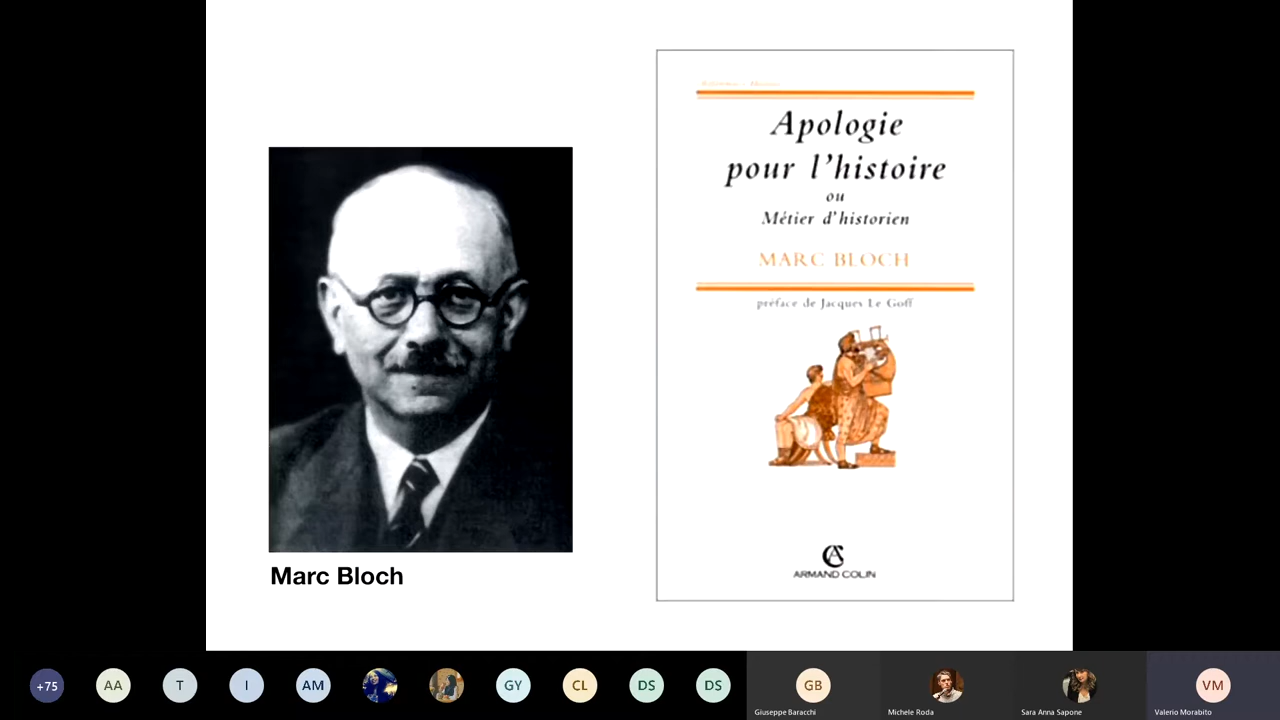 Apologie
pour l'histoire
ou
Métier d'historien
MARC BLOCH
préface de Jacques Le Goff
ARMAND COLIN
Marc Bloch
+75
AA
T
I
AM
GY
CL
DS
DS
GB
VM
Giuseppe Baracchi
Michele Roda
Sara Anna Sapone
Valerio Morabito